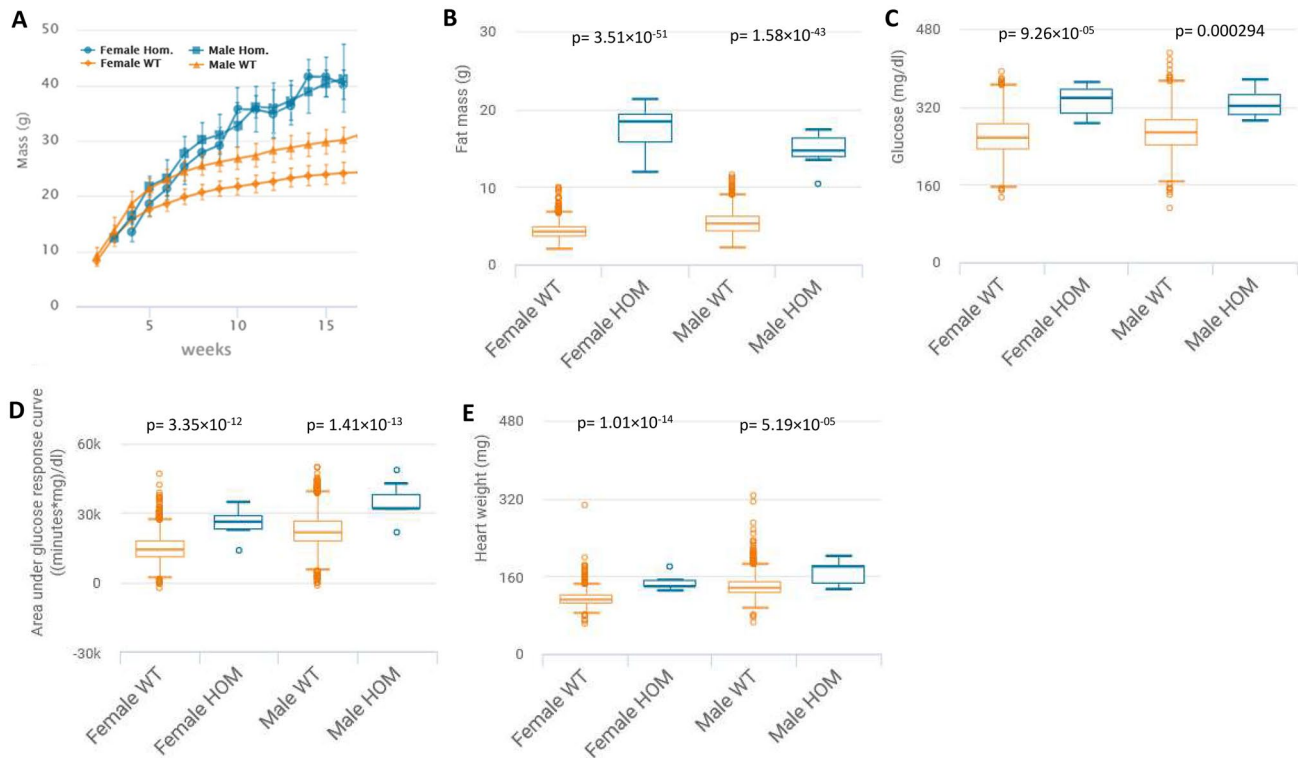 A
50
40
30
20
10
0
Mass (g)
Female Hom.
Male Hom.
Female WT
Male WT
5
10
15
weeks
B
30
20
10
0
Fat mass (g)
p= 3.51×10-51
p= 1.58×10-43
Female WT
Female HOM
Male WT
Male HOM
C
480
320
160
0
Glucose (mg/dl)
p= 9.26×10-05
p= 0.000294
Female WT
Female HOM
Male WT
Male HOM
D
60k
30k
0
-30k
Area under glucose response curve
((minutes*mg)/dl)
p= 3.35×10-12
p= 1.41×10-13
Female WT
Female HOM
Male WT
Male HOM
E
480
320
160
0
Heart weight (mg)
p= 1.01×10-14
p= 5.19×10-05
Female WT
Female HOM
Male WT
Male HOM